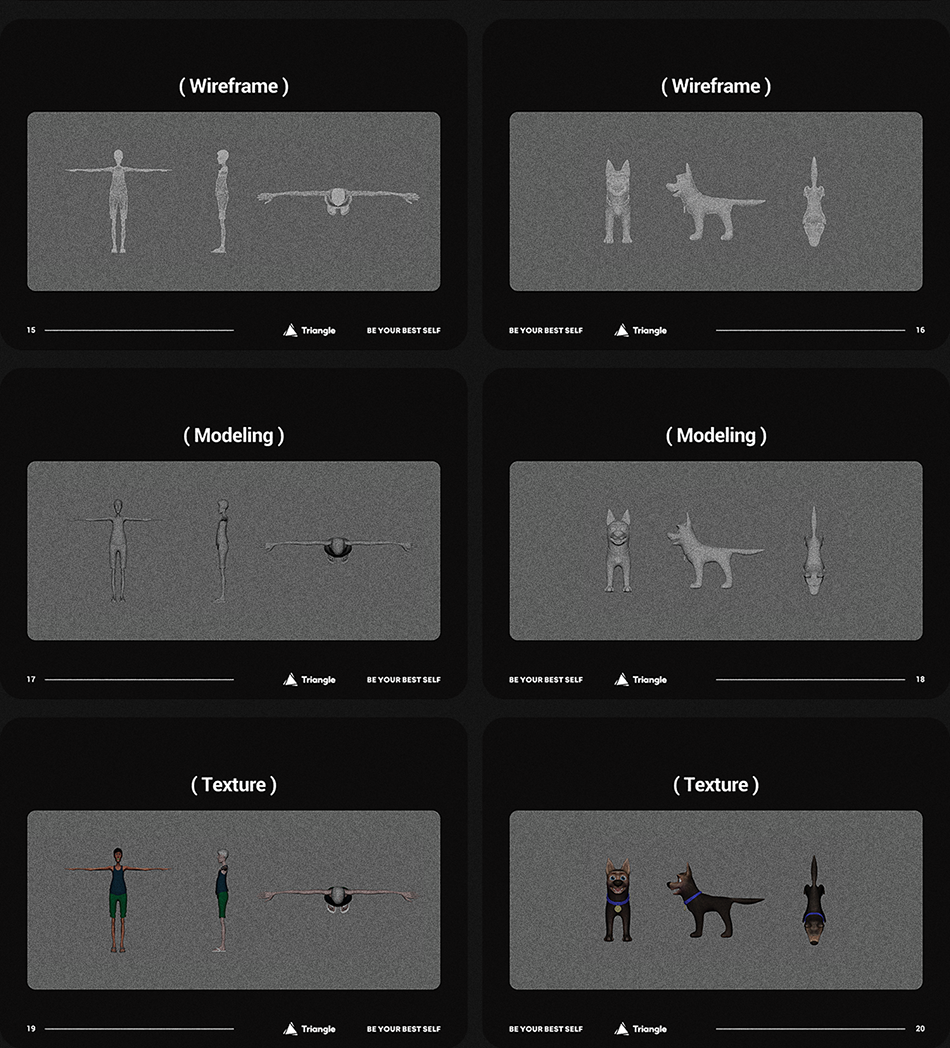 ( Wireframe )
15 Triangle BE YOUR BEST SELF
( Wireframe )
BE YOUR BEST SELF Triangle 16
( Modeling )
17 Triangle BE YOUR BEST SELF
( Modeling )
BE YOUR BEST SELF Triangle 18
( Texture )
19 Triangle BE YOUR BEST SELF
( Texture )
BE YOUR BEST SELF Triangle 20